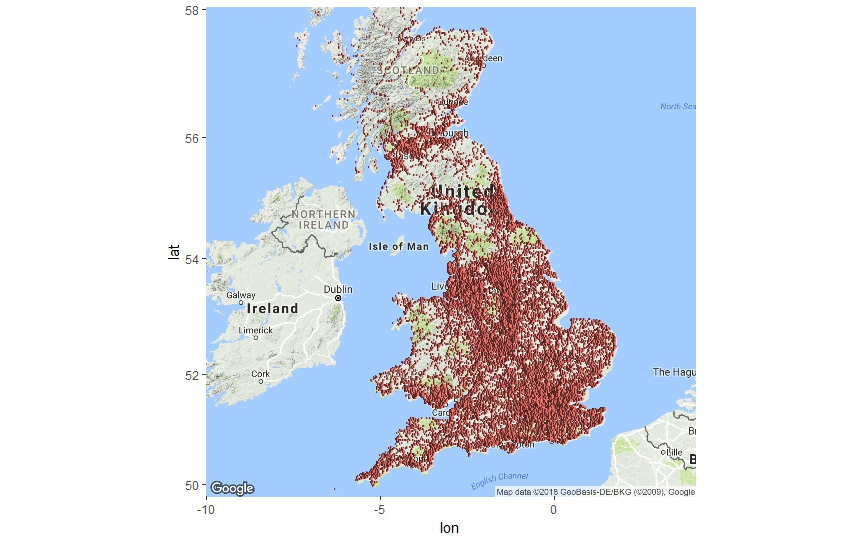 58
56
54
52
50
lat
-10
-5
0
lon
SCOTLAND
North Sea
United
Kingdo
NORTHERN
IRELAND
Isle of Man
Dublin
Galway
Ireland
Limerick
Cork
The Hagu
Lille
B
English Channel
Google
Map data ©2018 GeoBasis-DE/BKG (©2009), Google